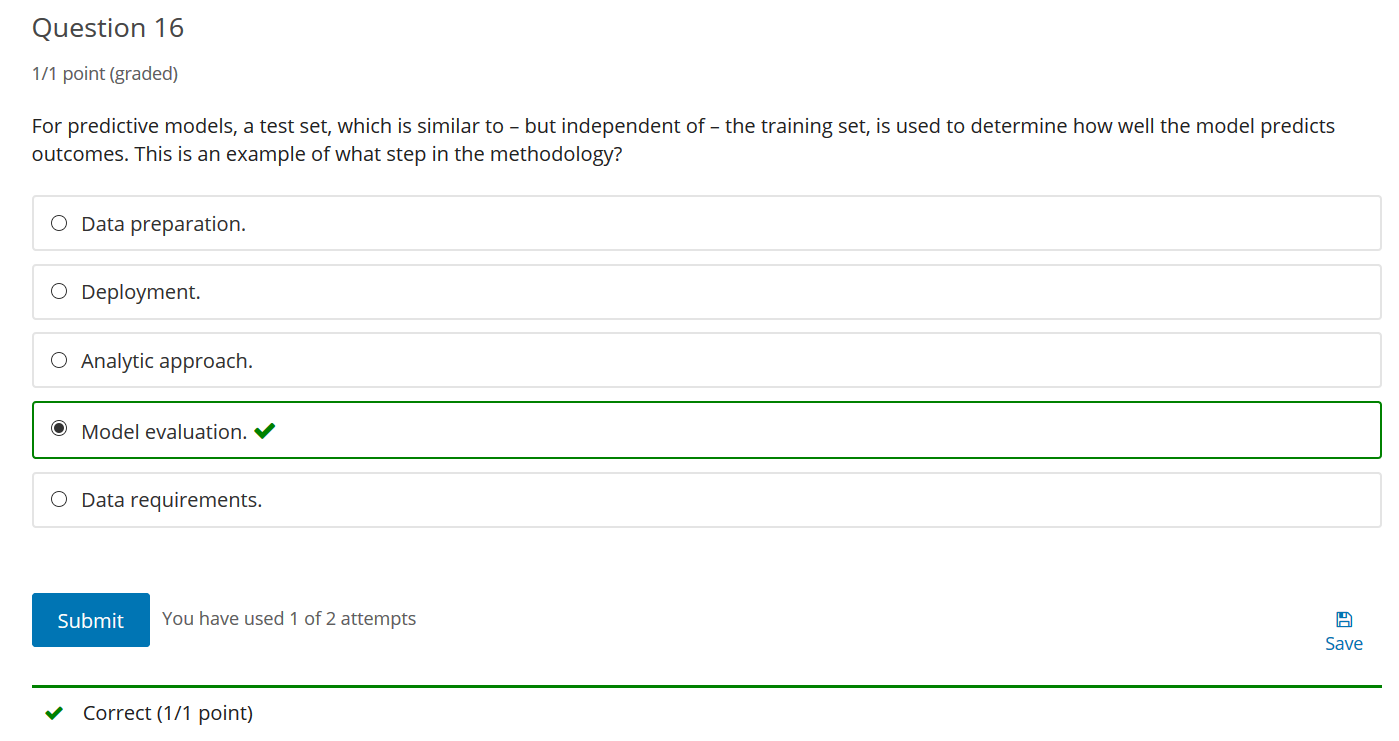 Question 16
1/1 point (graded)
For predictive models, a test set, which is similar to – but independent of – the training set, is used to determine how well the model predicts
outcomes. This is an example of what step in the methodology?
Data preparation.
Deployment.
Analytic approach.
Model evaluation.
Data requirements.
Submit
You have used 1 of 2 attempts
Save
Correct (1/1 point)